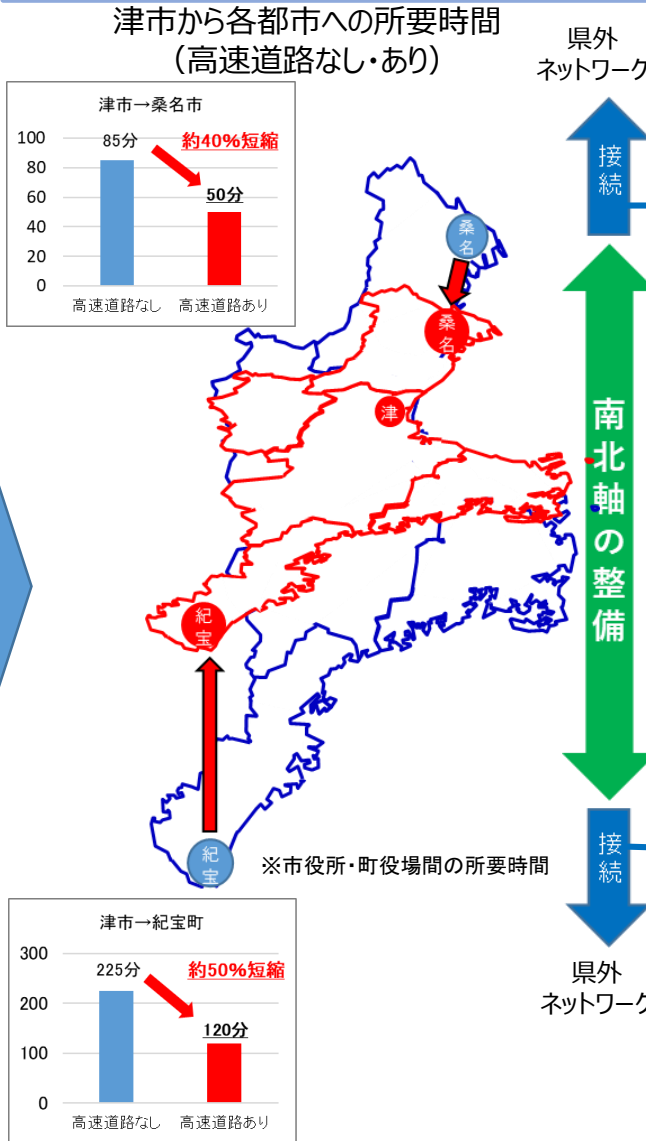 津市から各都市への所要時間
（高速道路なし・あり）
県外
ネットワーク
津市→桑名市
100
80
60
40
20
0
85分
約40%短縮
50分
高速道路なし
高速道路あり
接続
桑名
桑名
津
南北軸の整備
紀宝
紀宝
※市役所・町役場間の所要時間
接続
県外
ネットワーク
津市→紀宝町
300
200
100
0
225分
約50%短縮
120分
高速道路なし
高速道路あり